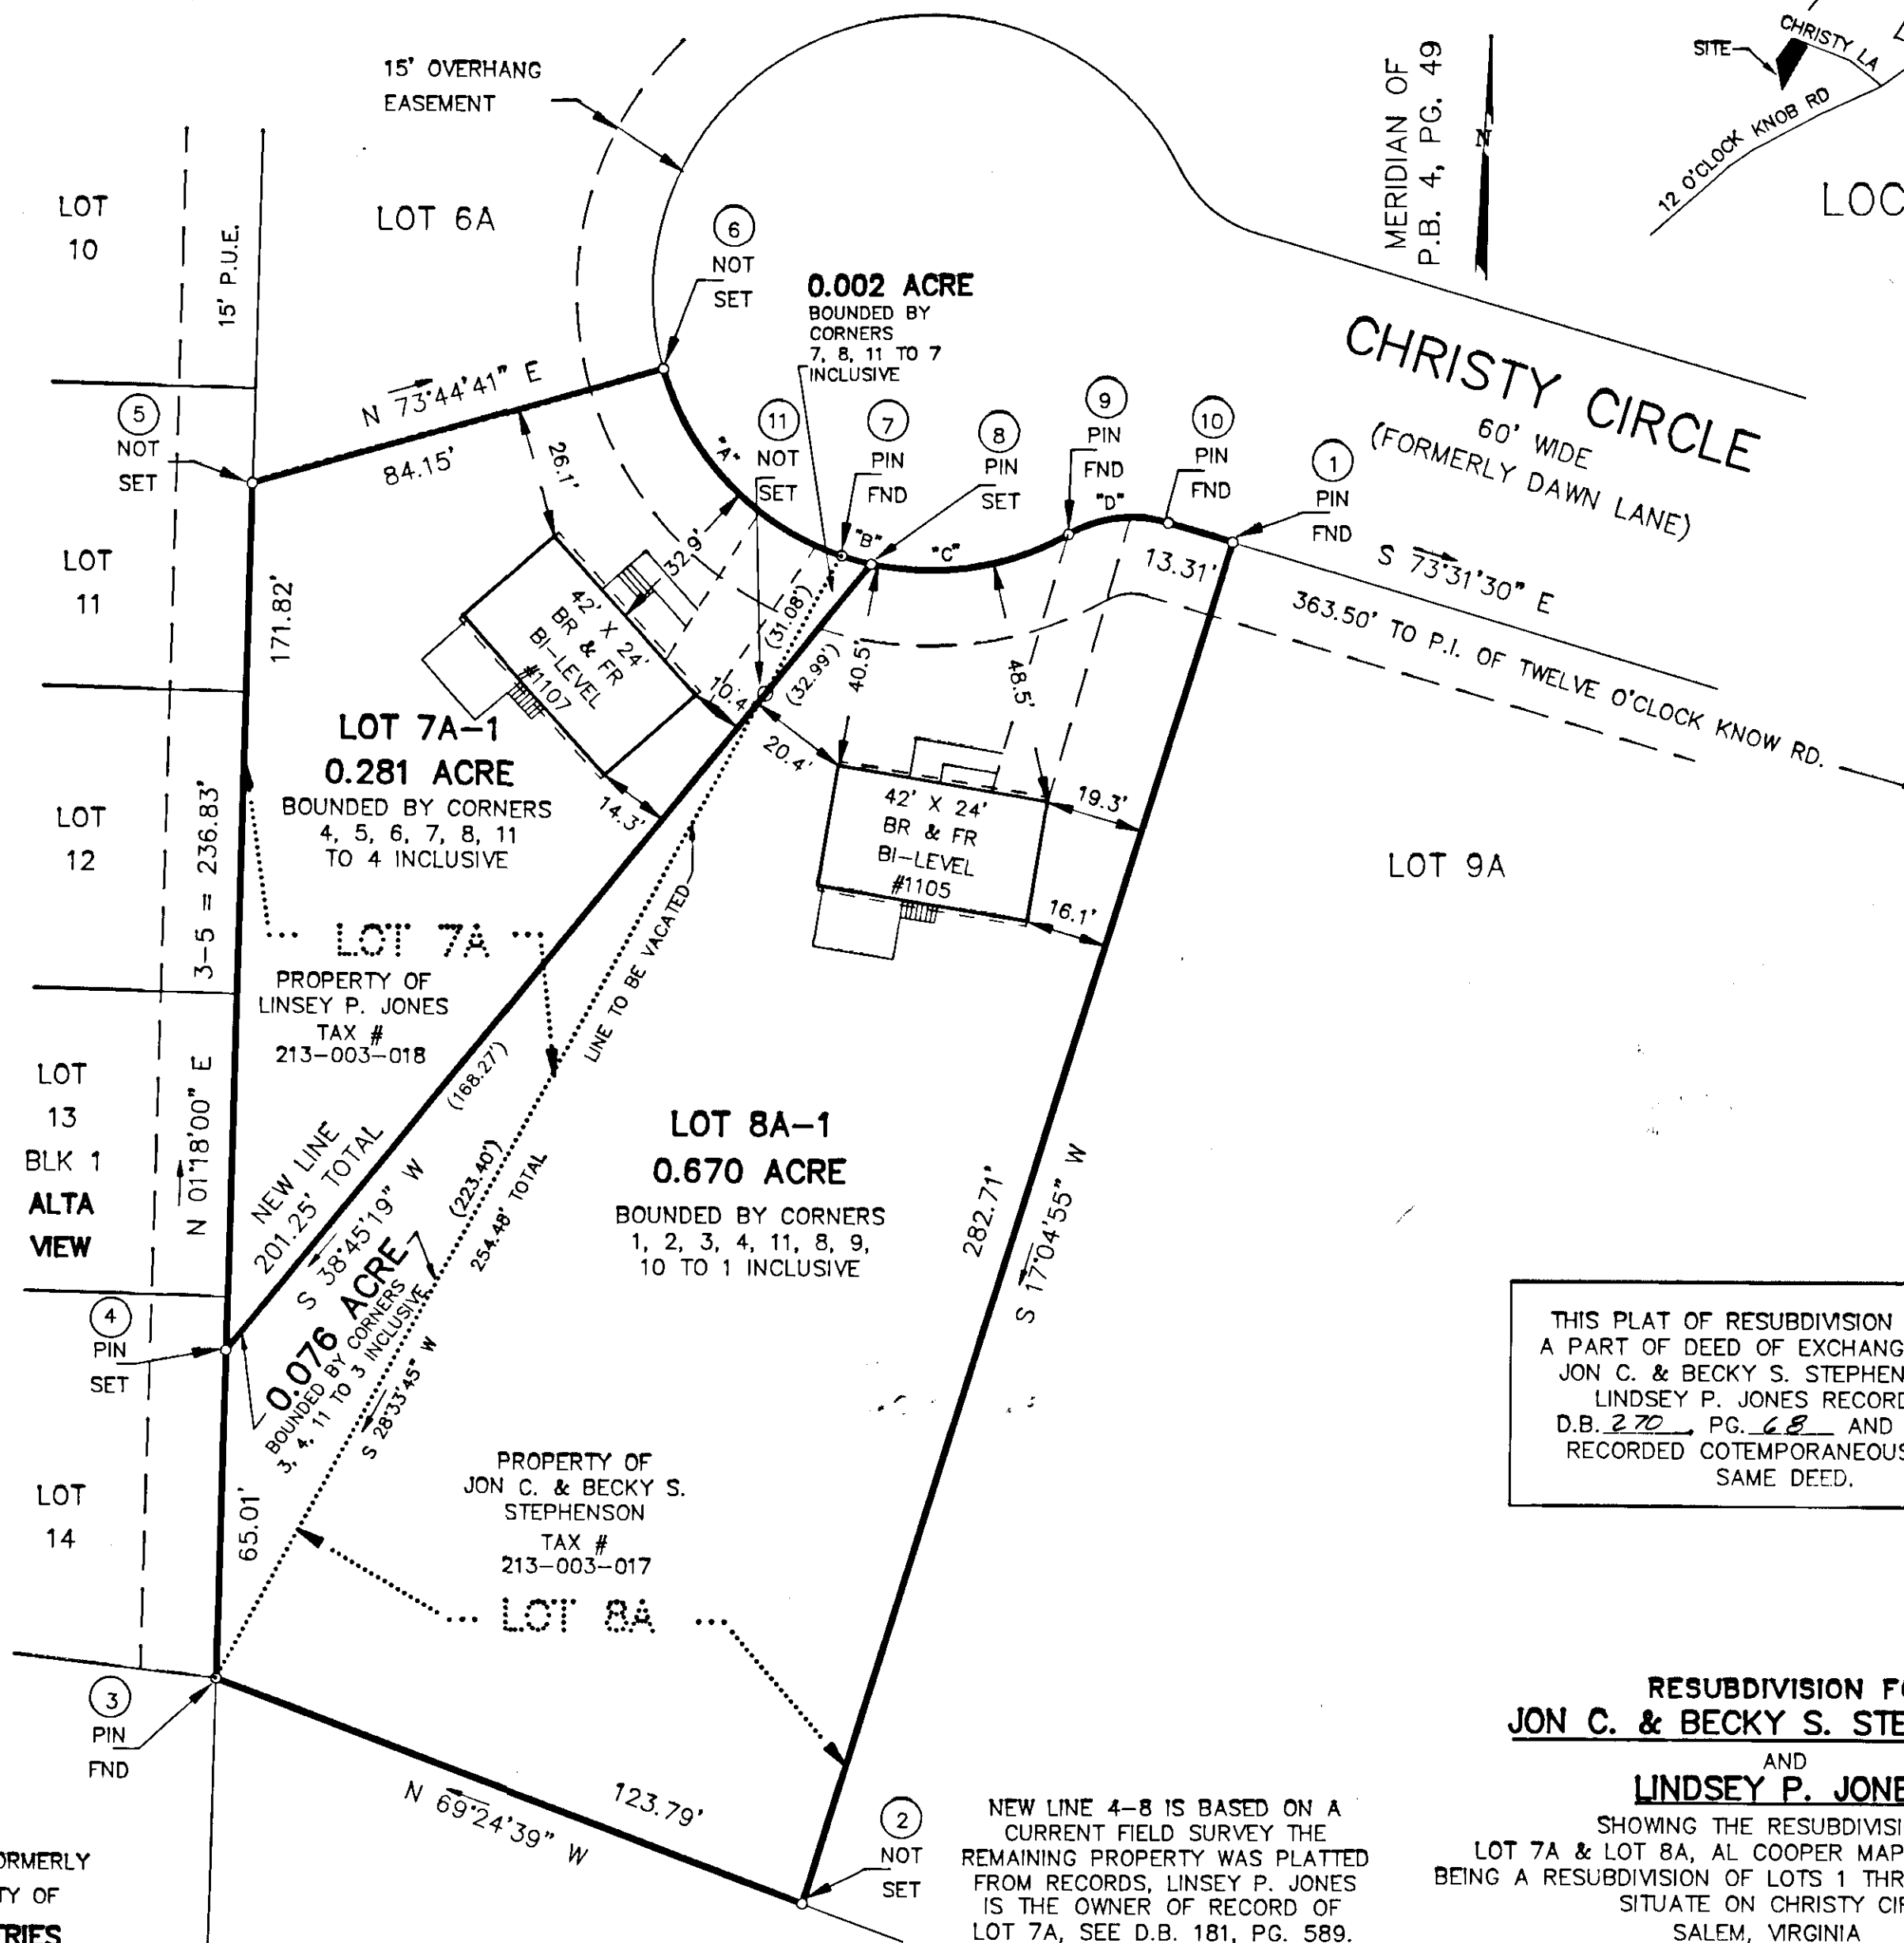 15' OVERHANG
EASEMENT
MERIDIAN OF
P.B. 4, PG. 49
N
SITE
CHRISTY LA
12 O'CLOCK KNOB RD
LOC
LOT
10
15' P.U.E.
LOT 6A
6
NOT
SET
0.002 ACRE
BOUNDED BY
CORNERS
7, 8, 11 TO 7
INCLUSIVE
CHRISTY CIRCLE
60' WIDE
(FORMERLY DAWN LANE)
5
NOT
SET
N 73°44'41" E
84.15'
26.1'
"A"
32.9'
11
NOT
SET
7
PIN
FND
"B"
8
PIN
SET
"C"
9
PIN
FND
"D"
10
PIN
FND
1
PIN
FND
13.31'
S 73°31'30" E
363.50' TO P.I. OF TWELVE O'CLOCK KNOW RD.
LOT
11
171.82'
42' X 24'
BR & FR
BI-LEVEL
#1107
10.4'
(31.08')
(32.99')
40.5'
48.5'
20.4'
14.3'
LOT 7A-1
0.281 ACRE
BOUNDED BY CORNERS
4, 5, 6, 7, 8, 11
TO 4 INCLUSIVE
42' X 24'
BR & FR
BI-LEVEL
#1105
19.3'
16.1'
LOT 9A
LOT
12
3-5 = 236.83'
LOT 7A
PROPERTY OF
LINSEY P. JONES
TAX #
213-003-018
LINE TO BE VACATED
LOT
13
BLK 1
ALTA
VIEW
N 01°18'00" E
NEW LINE
201.25' TOTAL
S 38°45'19" W
(168.27')
(223.40')
254.48' TOTAL
S 28°33'45" W
0.076 ACRE
BOUNDED BY CORNERS
3, 4, 11 TO 3 INCLUSIVE
LOT 8A-1
0.670 ACRE
BOUNDED BY CORNERS
1, 2, 3, 4, 11, 8, 9,
10 TO 1 INCLUSIVE
282.71'
S 17°04'55" W
4
PIN
SET
LOT
14
65.01'
PROPERTY OF
JON C. & BECKY S.
STEPHENSON
TAX #
213-003-017
LOT 8A
THIS PLAT OF RESUBDIVISION
A PART OF DEED OF EXCHANG
JON C. & BECKY S. STEPHEN
LINDSEY P. JONES RECORD
D.B. 270, PG. 68 AND
RECORDED COTEMPORANEOUS
SAME DEED.
3
PIN
FND
N 69°24'39" W
123.79'
2
NOT
SET
NEW LINE 4-8 IS BASED ON A
CURRENT FIELD SURVEY THE
REMAINING PROPERTY WAS PLATTED
FROM RECORDS, LINSEY P. JONES
IS THE OWNER OF RECORD OF
LOT 7A, SEE D.B. 181, PG. 589.
RESUBDIVISION FO
JON C. & BECKY S. STE
AND
LINDSEY P. JONE
SHOWING THE RESUBDIVISI
LOT 7A & LOT 8A, AL COOPER MAP
BEING A RESUBDIVISION OF LOTS 1 THR
SITUATE ON CHRISTY CIR
SALEM, VIRGINIA
ORMERLY
TY OF
TRIES